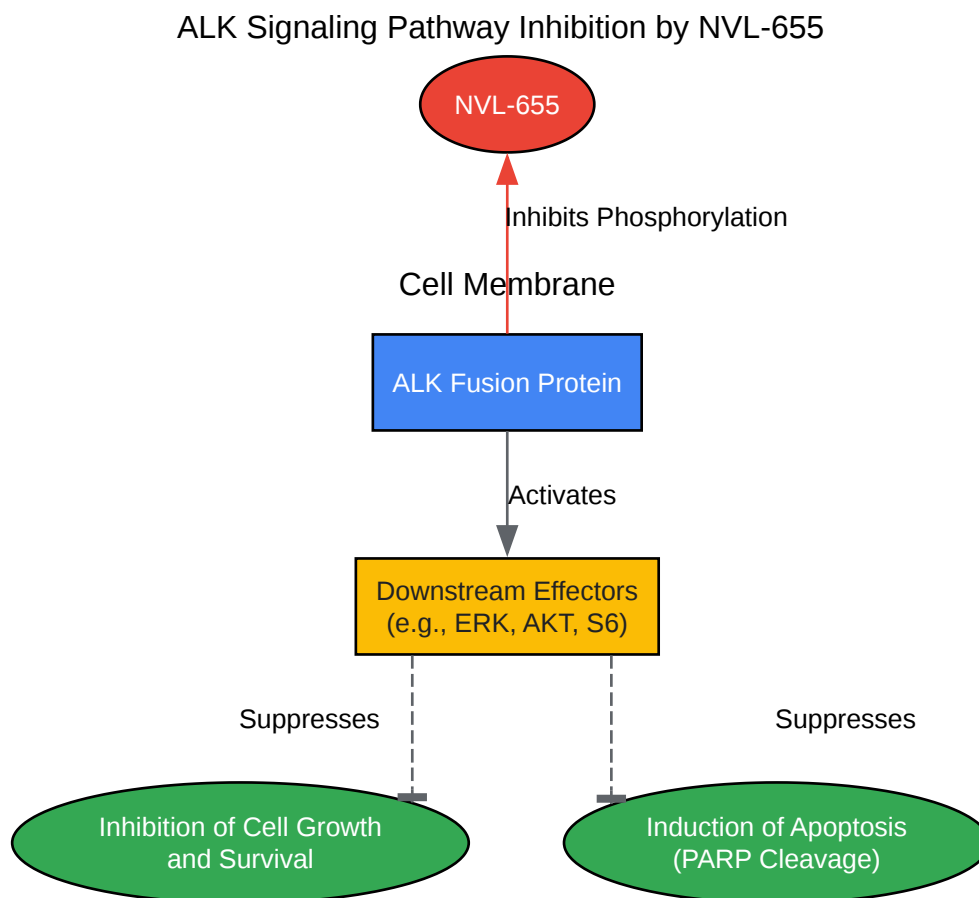 ALK Signaling Pathway Inhibition by NVL-655
NVL-655
Inhibits Phosphorylation
Cell Membrane
ALK Fusion Protein
Activates
Downstream Effectors
(e.g., ERK, AKT, S6)
Suppresses
Suppresses
Inhibition of Cell Growth
and Survival
Induction of Apoptosis
(PARP Cleavage)